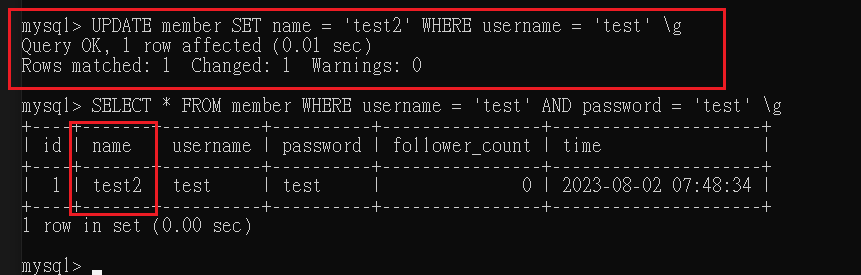 mysql> UPDATE member SET name = 'test2' WHERE username = 'test' \g
Query OK, 1 row affected (0.01 sec)
Rows matched: 1  Changed: 1  Warnings: 0
mysql> SELECT * FROM member WHERE username = 'test' AND password = 'test' \g
+----+-------+----------+----------+----------------+---------------------+
| id | name  | username | password | follower_count | time                |
+----+-------+----------+----------+----------------+---------------------+
|  1 | test2 | test     | test     |              0 | 2023-08-02 07:48:34 |
+----+-------+----------+----------+----------------+---------------------+
1 row in set (0.00 sec)
mysql>